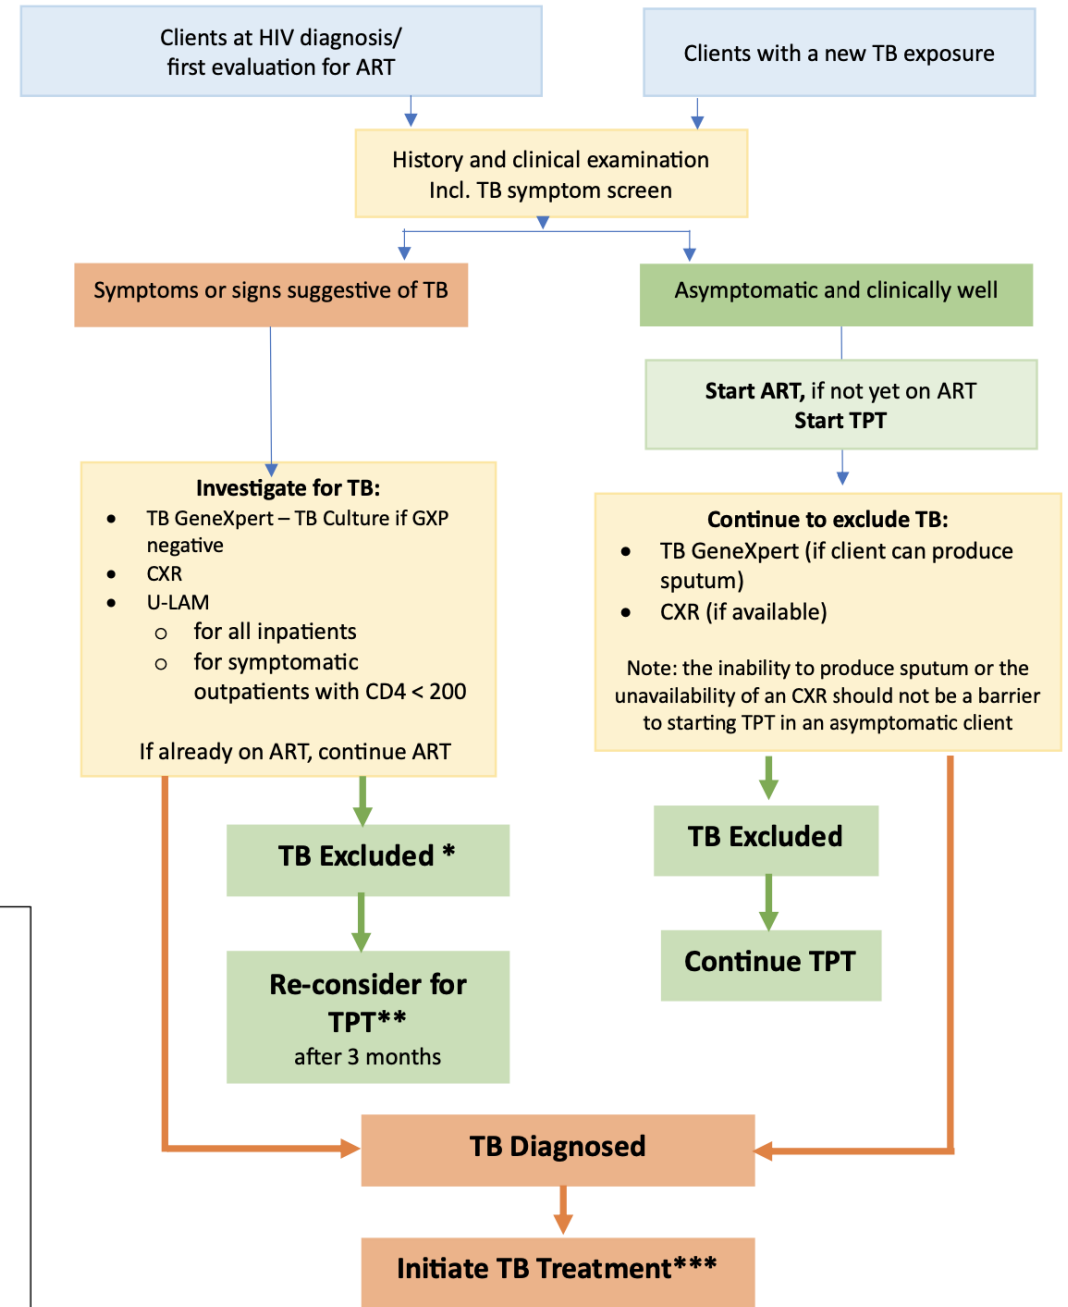 Clients at HIV diagnosis/
first evaluation for ART
Clients with a new TB exposure
History and clinical examination
Incl. TB symptom screen
Symptoms or signs suggestive of TB
Asymptomatic and clinically well
Start ART, if not yet on ART
Start TPT
Investigate for TB:
• TB GeneXpert – TB Culture if GXP
negative
• CXR
• U-LAM
o for all inpatients
o for symptomatic
outpatients with CD4 < 200
If already on ART, continue ART
Continue to exclude TB:
• TB GeneXpert (if client can produce
sputum)
• CXR (if available)
Note: the inability to produce sputum or the
unavailability of an CXR should not be a barrier
to starting TPT in an asymptomatic client
TB Excluded *
TB Excluded
Re-consider for
TPT**
after 3 months
Continue TPT
TB Diagnosed
Initiate TB Treatment***